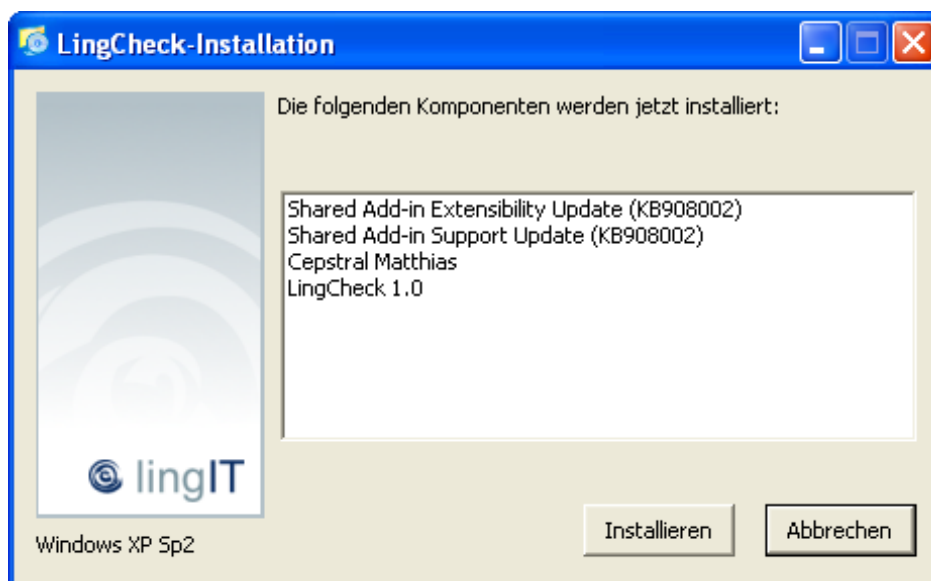 LingCheck-Installation
Die folgenden Komponenten werden jetzt installiert:
Shared Add-in Extensibility Update (KB908002)
Shared Add-in Support Update (KB908002)
Cepstral Matthias
LingCheck 1.0
lingIT
Windows XP Sp2
Installieren
Abbrechen